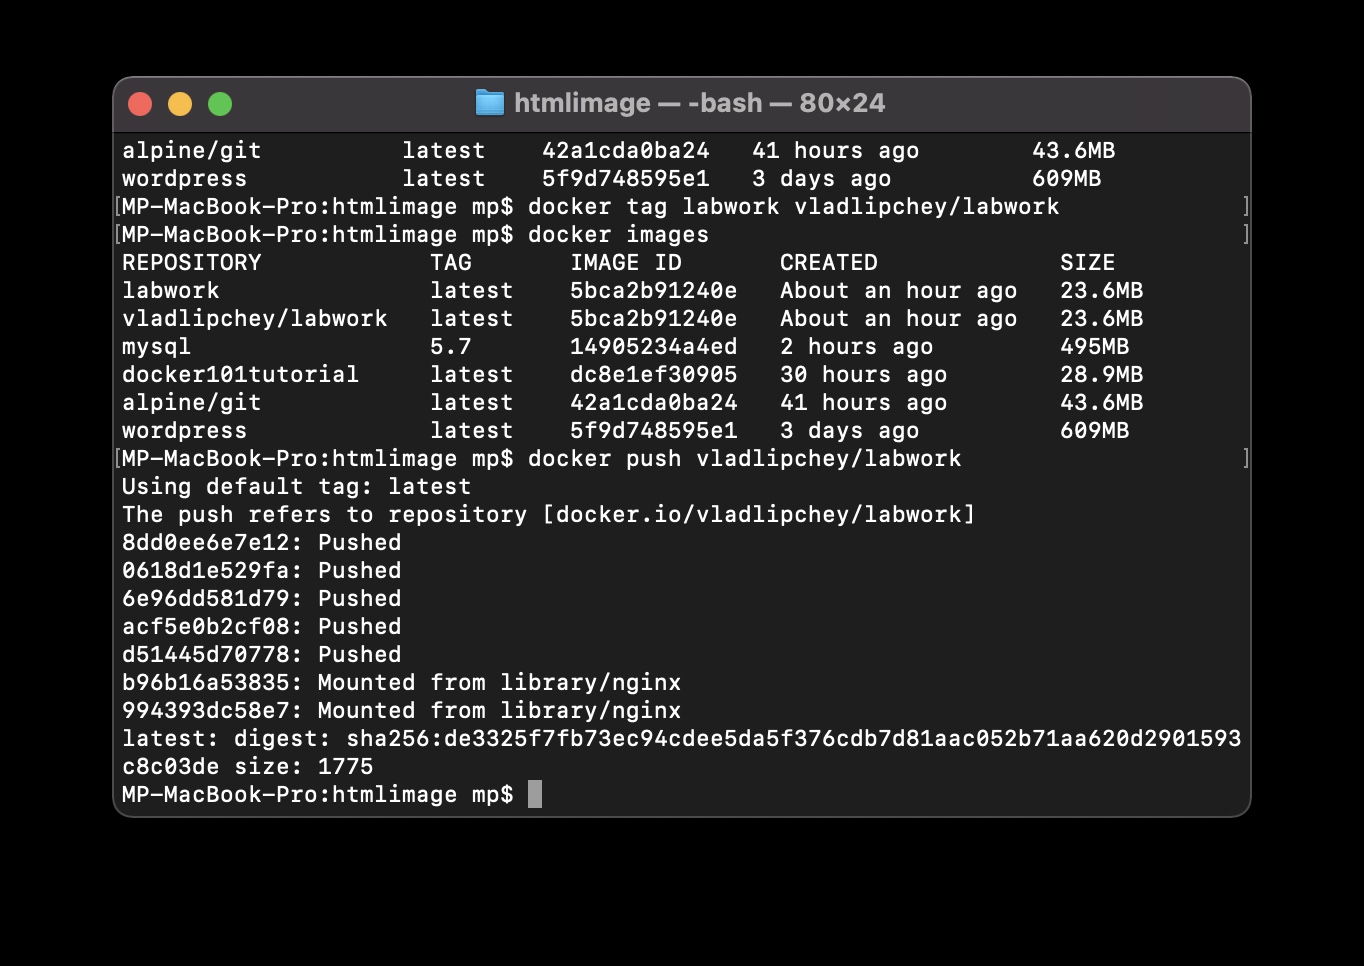 htmlimage — -bash — 80×24
alpine/git          latest    42a1cda0ba24   41 hours ago        43.6MB
wordpress           latest    5f9d748595e1   3 days ago          609MB
[MP-MacBook-Pro:htmlimage mp$ docker tag labwork vladlipchey/labwork             ]
[MP-MacBook-Pro:htmlimage mp$ docker images                                      ]
REPOSITORY            TAG       IMAGE ID       CREATED             SIZE
labwork               latest    5bca2b91240e   About an hour ago   23.6MB
vladlipchey/labwork   latest    5bca2b91240e   About an hour ago   23.6MB
mysql                 5.7       14905234a4ed   2 hours ago         495MB
docker101tutorial     latest    dc8e1ef30905   30 hours ago        28.9MB
alpine/git            latest    42a1cda0ba24   41 hours ago        43.6MB
wordpress             latest    5f9d748595e1   3 days ago          609MB
[MP-MacBook-Pro:htmlimage mp$ docker push vladlipchey/labwork                    ]
Using default tag: latest
The push refers to repository [docker.io/vladlipchey/labwork]
8dd0ee6e7e12: Pushed
0618d1e529fa: Pushed
6e96dd581d79: Pushed
acf5e0b2cf08: Pushed
d51445d70778: Pushed
b96b16a53835: Mounted from library/nginx
994393dc58e7: Mounted from library/nginx
latest: digest: sha256:de3325f7fb73ec94cdee5da5f376cdb7d81aac052b71aa620d2901593
c8c03de size: 1775
MP-MacBook-Pro:htmlimage mp$